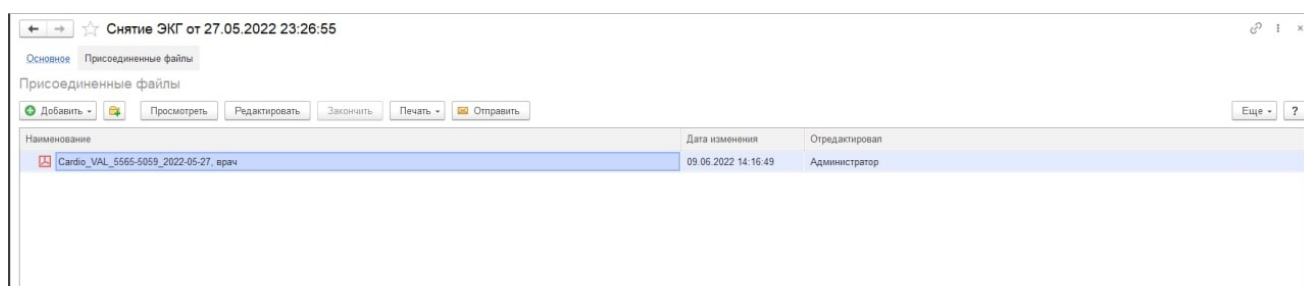 Снятие ЭКГ от 27.05.2022 23:26:55
Основное Присоединенные файлы
Присоединенные файлы
Добавить Просмотреть Редактировать Закончить Печать Отправить Еще ?
Наименование Дата изменения Отредактировал
Cardio_VAL_5565-5059_2022-05-27, врач 09.06.2022 14:16:49 Администратор